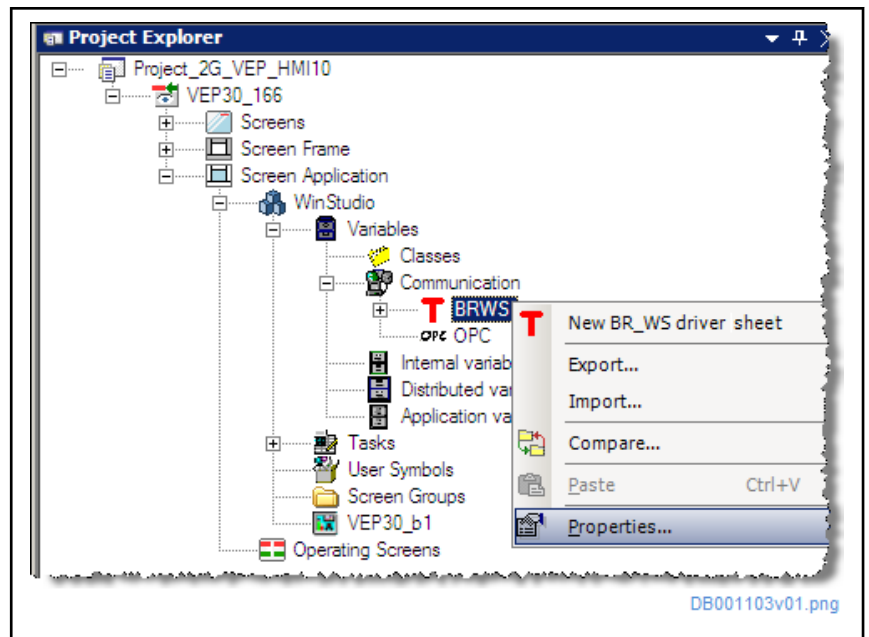 Project Explorer
Project_2G_VEP_HMI10
VEP30_166
Screens
Screen Frame
Screen Application
WinStudio
Variables
Classes
Communication
BRWS
OPC OPC
Internal variab
Distributed va
Application va
Tasks
User Symbols
Screen Groups
VEP30_b1
Operating Screens
T New BR_WS driver sheet
Export...
Import...
Compare...
Paste Ctrl+V
Properties...
DB001103v01.png